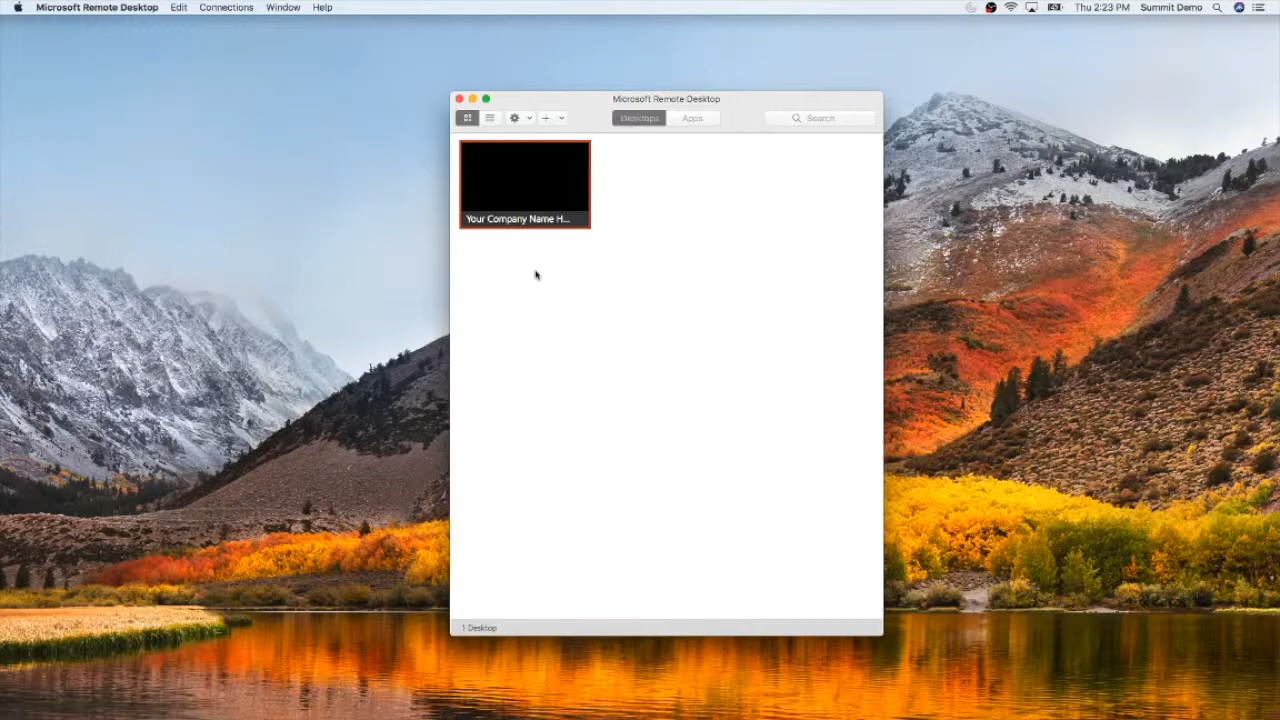 Microsoft Remote Desktop Edit Connections Window Help Thu 2:23 PM Summit Demo
Microsoft Remote Desktop
Desktops Apps Search
Your Company Name H...
1 Desktop